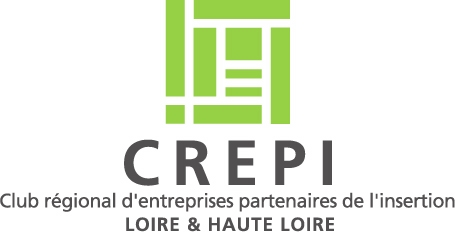 CREPI
Club régional d'entreprises partenaires de l'insertion
LOIRE & HAUTE LOIRE